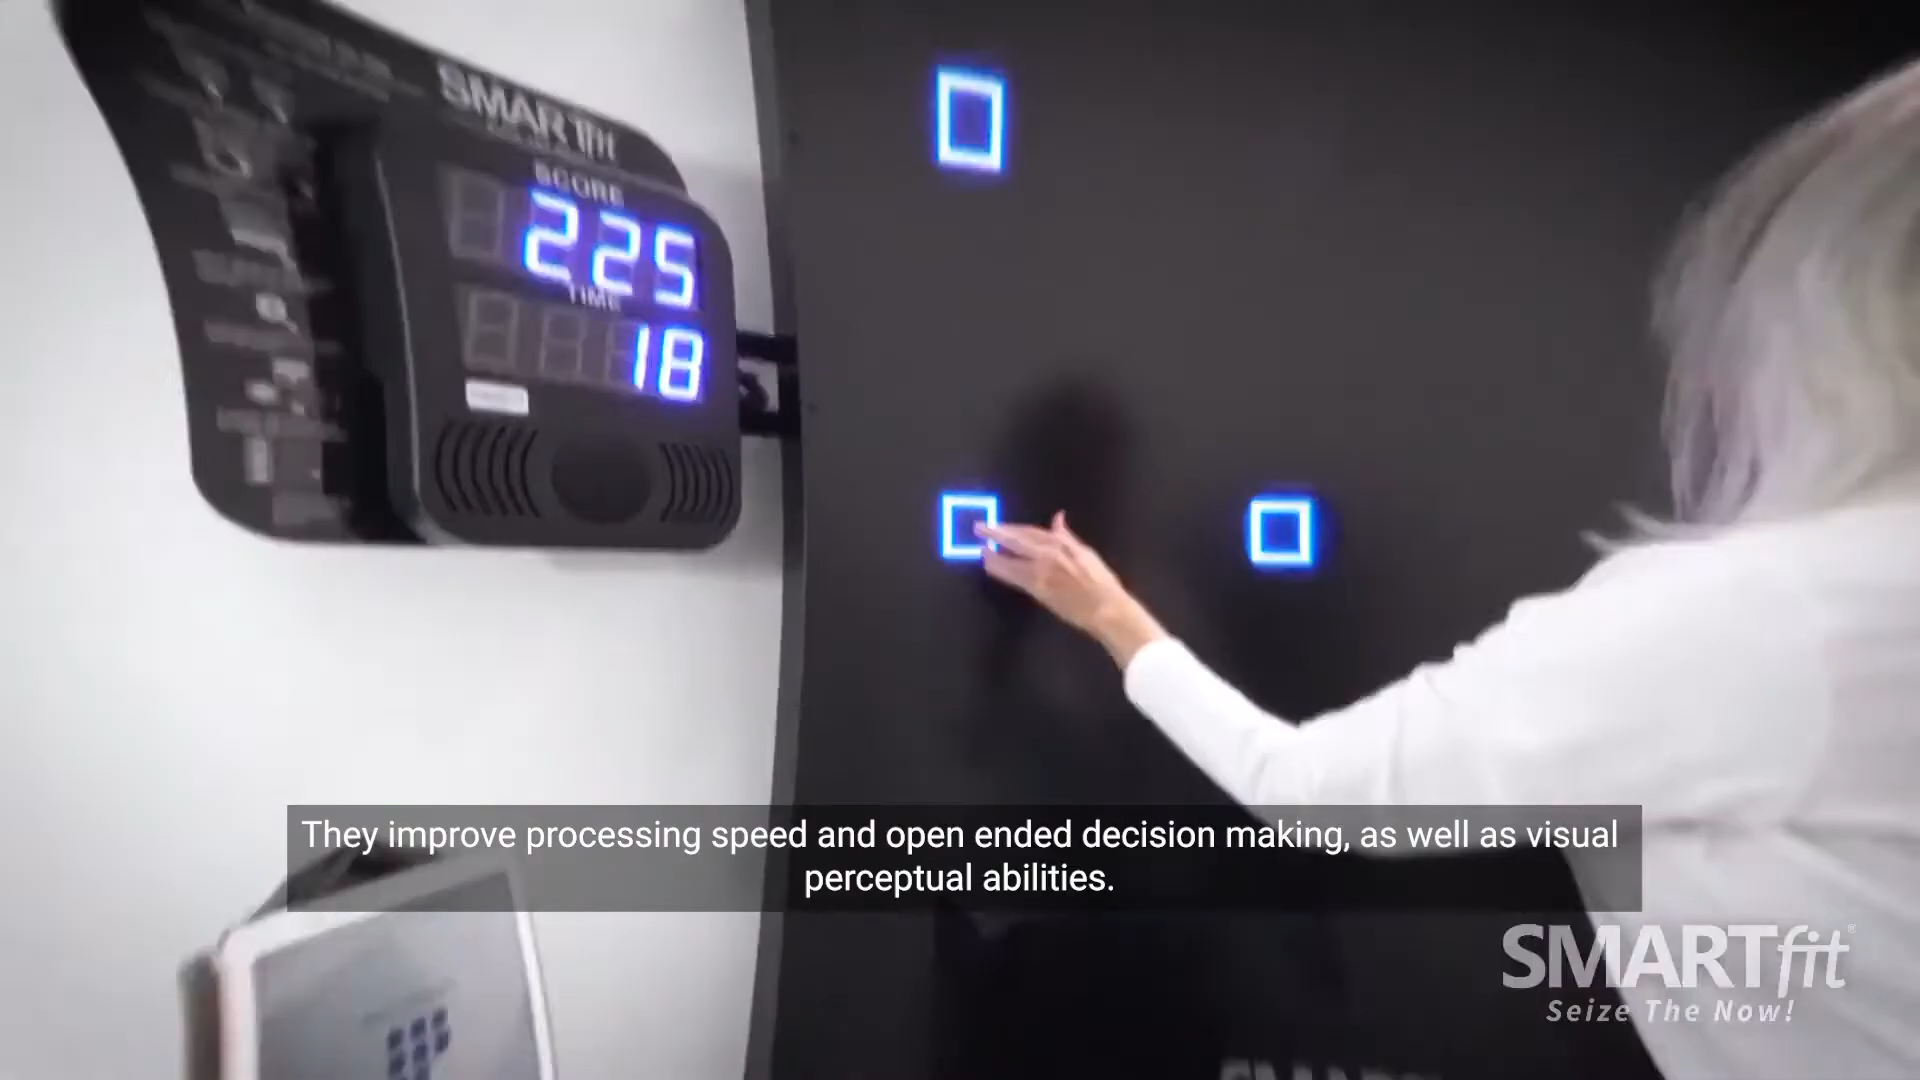 SMARTfit
SCORE
225
TIME
18
They improve processing speed and open ended decision making, as well as visual
perceptual abilities.
SMARTfit®
Seize The Now!